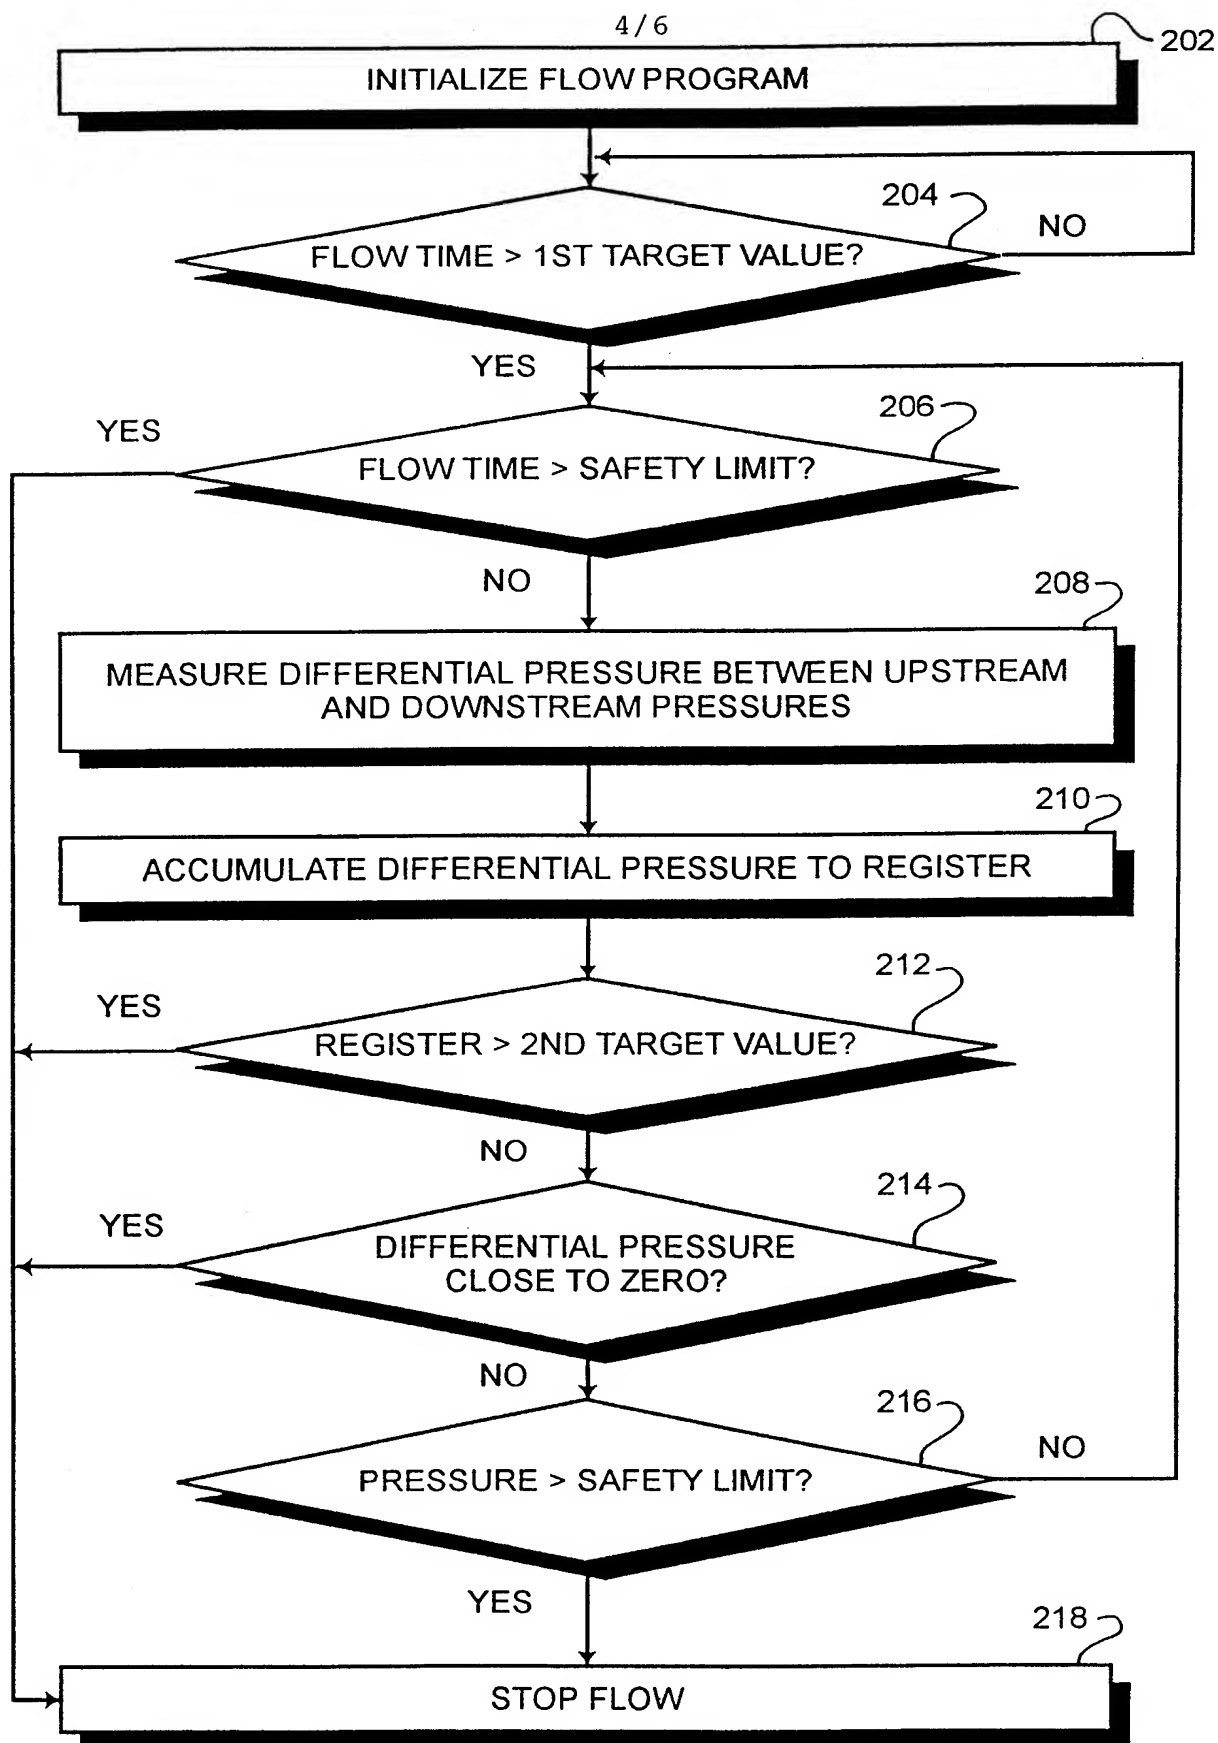 4/6
202
INITIALIZE FLOW PROGRAM
204
NO
FLOW TIME > 1ST TARGET VALUE?
YES
206
YES
FLOW TIME > SAFETY LIMIT?
NO
208
MEASURE DIFFERENTIAL PRESSURE BETWEEN UPSTREAM
AND DOWNSTREAM PRESSURES
210
ACCUMULATE DIFFERENTIAL PRESSURE TO REGISTER
212
YES
REGISTER > 2ND TARGET VALUE?
NO
214
YES
DIFFERENTIAL PRESSURE
CLOSE TO ZERO?
NO
216
NO
PRESSURE > SAFETY LIMIT?
YES
218
STOP FLOW